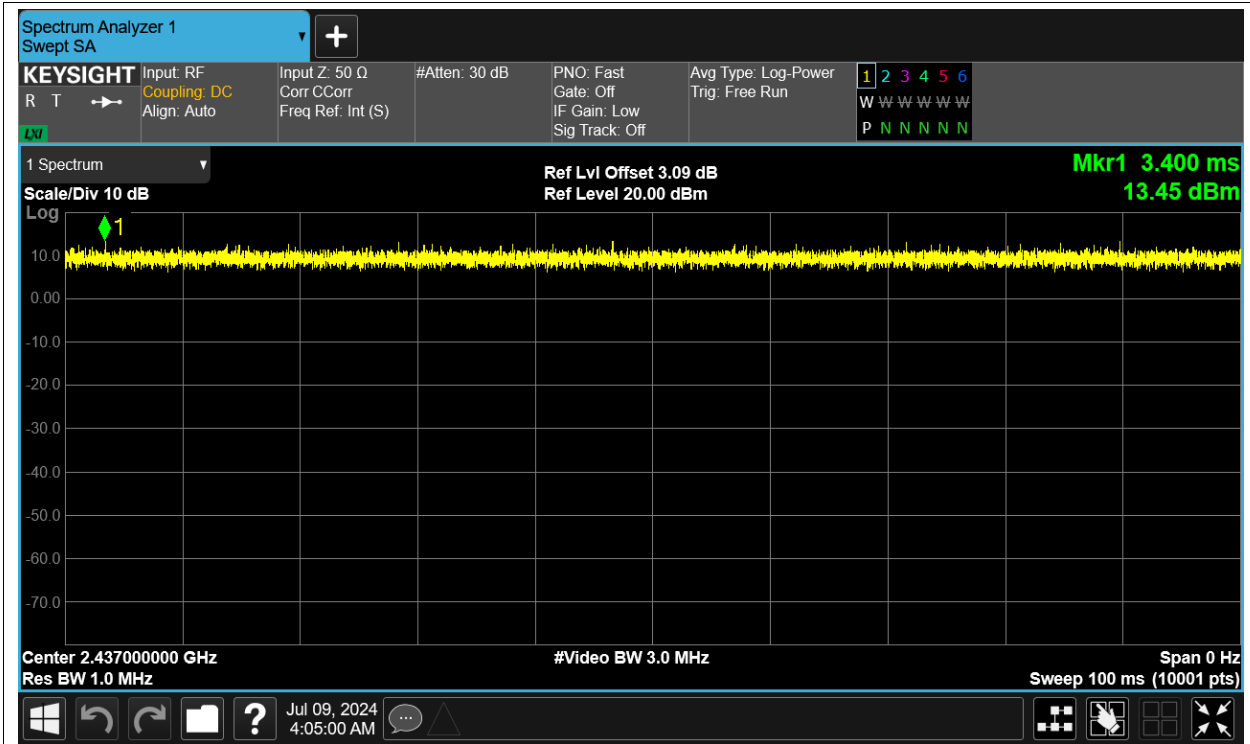 Spectrum Analyzer 1
Swept SA
+
KEYSIGHT
R T
LXI
Input: RF
Coupling: DC
Align: Auto
Input Z: 50 Ω
Corr CCorr
Freq Ref: Int (S)
#Atten: 30 dB
PNO: Fast
Gate: Off
IF Gain: Low
Sig Track: Off
Avg Type: Log-Power
Trig: Free Run
1 2 3 4 5 6
W W W W W W
P N N N N N
1 Spectrum
Scale/Div 10 dB
Log
Ref Lvl Offset 3.09 dB
Ref Level 20.00 dBm
Mkr1 3.400 ms
13.45 dBm
1
10.0
0.00
-10.0
-20.0
-30.0
-40.0
-50.0
-60.0
-70.0
Center 2.437000000 GHz
Res BW 1.0 MHz
#Video BW 3.0 MHz
Span 0 Hz
Sweep 100 ms (10001 pts)
?
Jul 09, 2024
4:05:00 AM